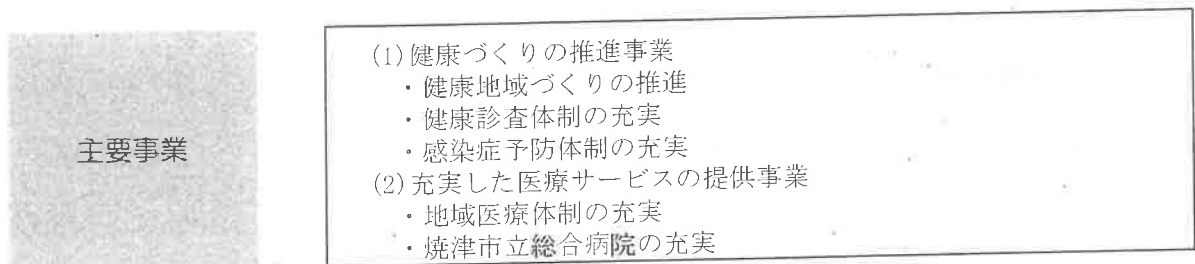 主要事業
(1)健康づくりの推進事業
・健康地域づくりの推進
・健康診査体制の充実
・感染症予防体制の充実
(2)充実した医療サービスの提供事業
・地域医療体制の充実
・焼津市立総合病院の充実